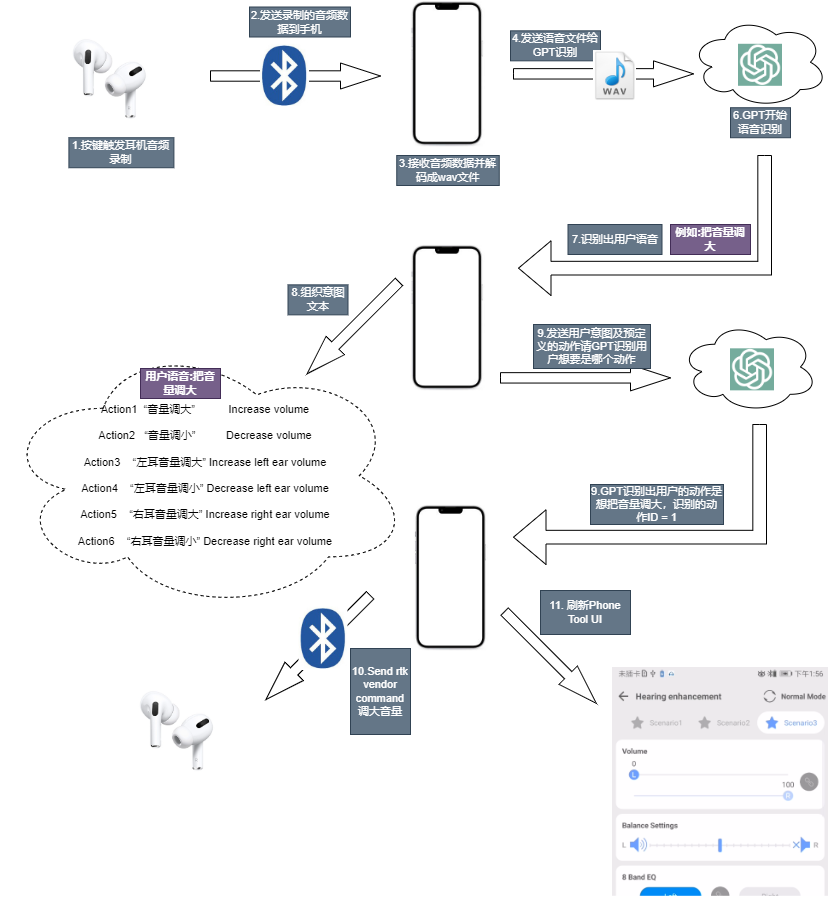 2.发送录制的音频数
据到手机
4.发送语音文件给
GPT识别
WAV
6.GPT开始
语音识别
1.按键触发耳机音频
录制
3.接收音频数据并解
码成wav文件
7.识别出用户语音
例如:把音量调
大
8.组织意图
文本
9.发送用户意图及预定
义的动作请GPT识别用
户想要是哪个动作
用户语音:把音
量调大
Action1 “音量调大” Increase volume
Action2 “音量调小” Decrease volume
Action3 “左耳音量调大” Increase left ear volume
Action4 “左耳音量调小” Decrease left ear volume
Action5 “右耳音量调大” Increase right ear volume
Action6 “右耳音量调小” Decrease right ear volume
9.GPT识别出用户的动作是
想把音量调大，识别的动
作ID = 1
11. 刷新Phone
Tool UI
10.Send rtk
vendor
command
调大音量
未插卡 下午1:56
Hearing enhancement Normal Mode
Scenario1 Scenario2 Scenario3
Volume
0
L
100
R
Balance Settings
L R
8 Band EQ